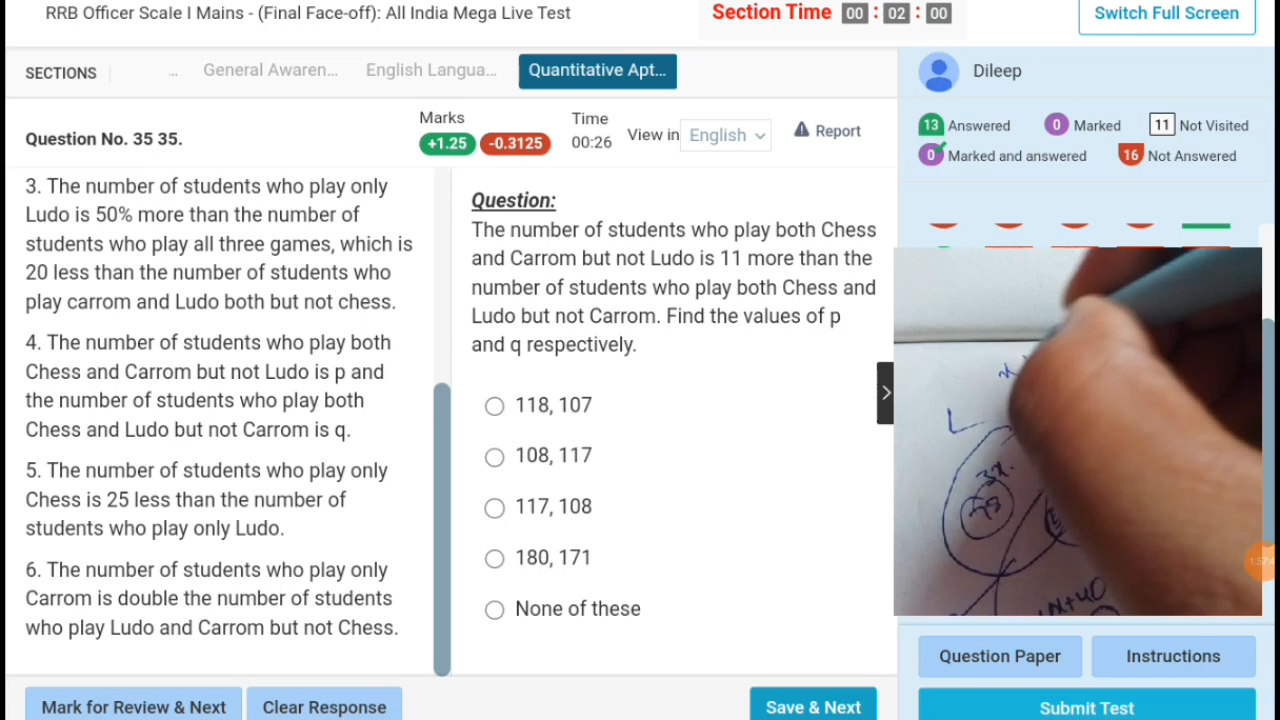 RRB Officer Scale I Mains - (Final Face-off): All India Mega Live Test
Section Time 00 : 02 : 00
Switch Full Screen
SECTIONS
... General Awaren... English Langua... Quantitative Apt...
Dileep
Question No. 35 35.
Marks
+1.25 -0.3125
Time
00:26
View in English
Report
13 Answered 0 Marked 11 Not Visited
0 Marked and answered 16 Not Answered
3. The number of students who play only
Ludo is 50% more than the number of
students who play all three games, which is
20 less than the number of students who
play carrom and Ludo both but not chess.
4. The number of students who play both
Chess and Carrom but not Ludo is p and
the number of students who play both
Chess and Ludo but not Carrom is q.
5. The number of students who play only
Chess is 25 less than the number of
students who play only Ludo.
6. The number of students who play only
Carrom is double the number of students
who play Ludo and Carrom but not Chess.
Question:
The number of students who play both Chess
and Carrom but not Ludo is 11 more than the
number of students who play both Chess and
Ludo but not Carrom. Find the values of p
and q respectively.
118, 107
108, 117
117, 108
180, 171
None of these
L
3x
Mark for Review & Next Clear Response Save & Next
Question Paper Instructions
Submit Test